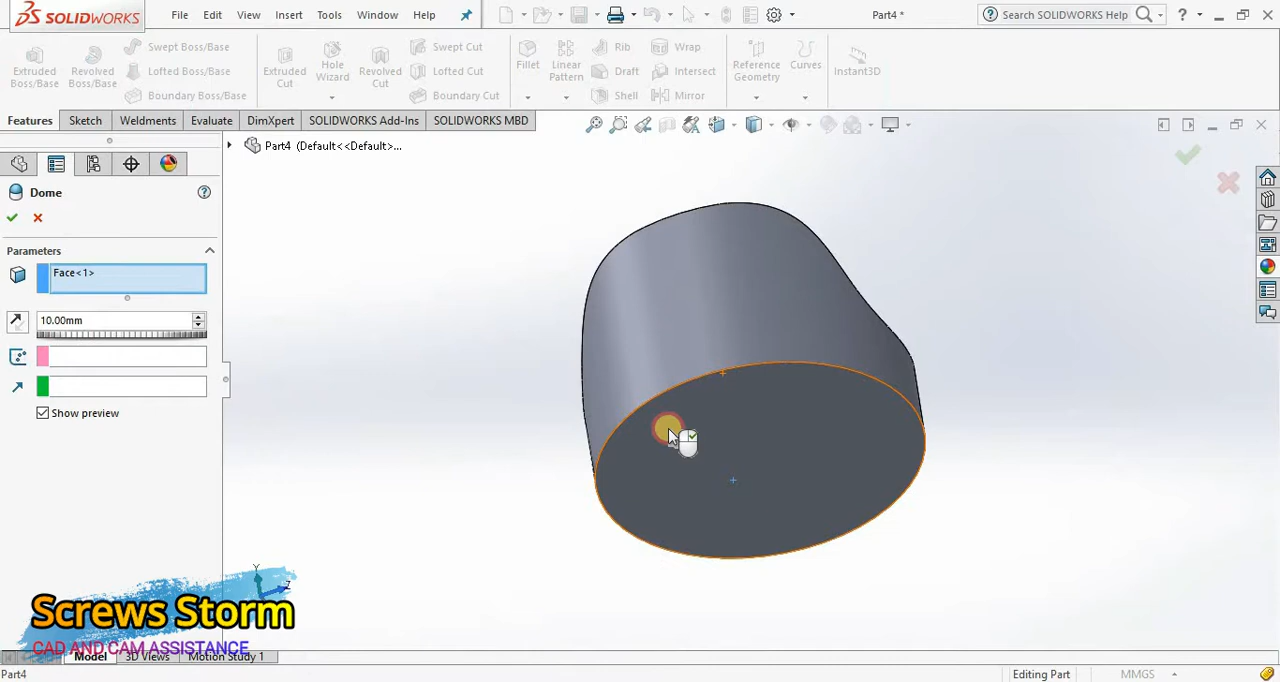 SOLIDWORKS
File Edit View Insert Tools Window Help
Part4 *
Search SOLIDWORKS Help
Extruded Boss/Base
Revolved Boss/Base
Swept Boss/Base
Lofted Boss/Base
Boundary Boss/Base
Extruded Cut
Hole Wizard
Revolved Cut
Swept Cut
Lofted Cut
Boundary Cut
Fillet
Linear Pattern
Rib
Draft
Shell
Wrap
Intersect
Mirror
Reference Geometry
Curves
Instant3D
Features Sketch Weldments Evaluate DimXpert SOLIDWORKS Add-Ins SOLIDWORKS MBD
Part4 (Default<<Default>...
Dome
Parameters
Face<1>
10.00mm
Show preview
Y
Z
Screws Storm
CAD AND CAM ASSISTANCE
Model 3D Views Motion Study 1
Part4
Editing Part
MMGS